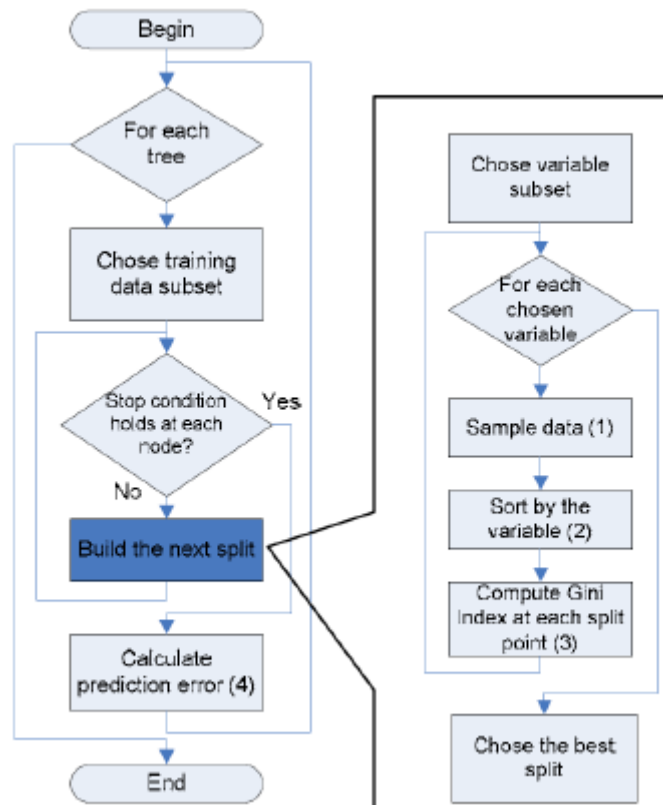 Begin
For each
tree
Chose training
data subset
Stop condition
holds at each
node?
Yes
No
Build the next split
Calculate
prediction error (4)
End
Chose variable
subset
For each
chosen
variable
Sample data (1)
Sort by the
variable (2)
Compute Gini
Index at each split
point (3)
Chose the best
split